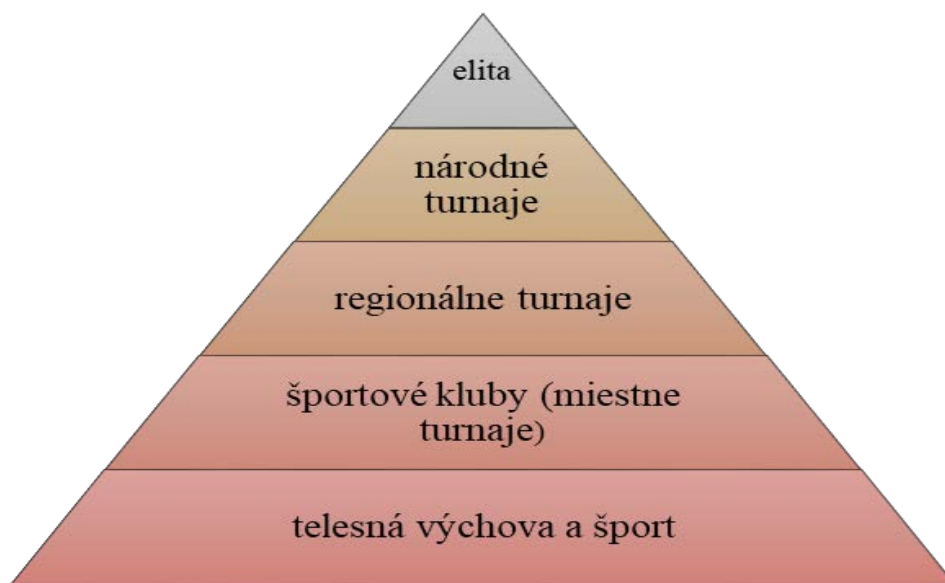 elita
národné
turnaje
regionálne turnaje
športové kluby (miestne
turnaje)
telesná výchova a šport